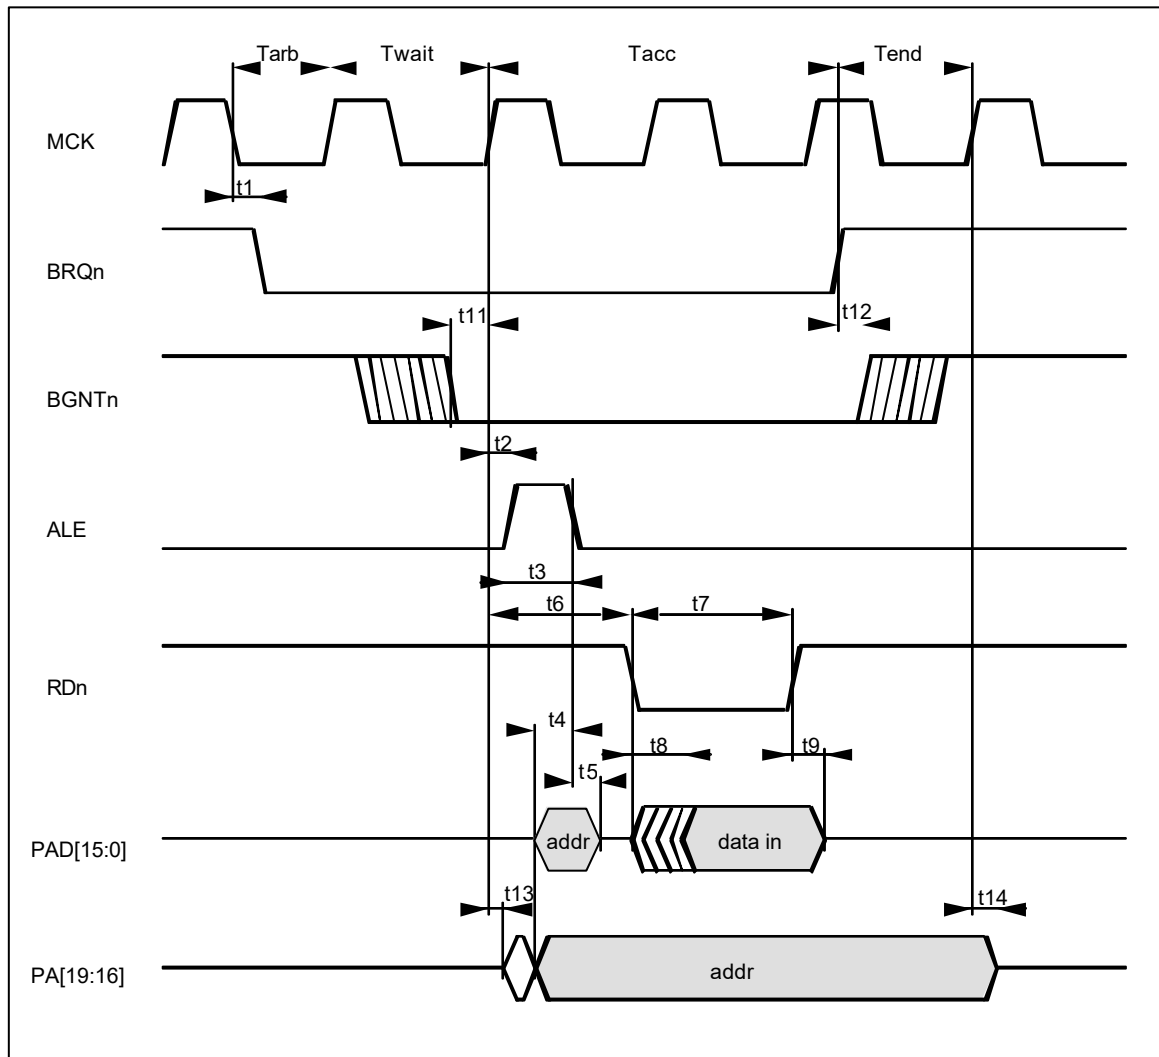 Tarb Twait Tacc Tend
MCK
t1
BRQn
t11 t12
BGNTn
t2
ALE
t3
t6 t7
RDn
t4 t8 t9
t5
PAD[15:0] addr data in
t13 t14
PA[19:16] addr